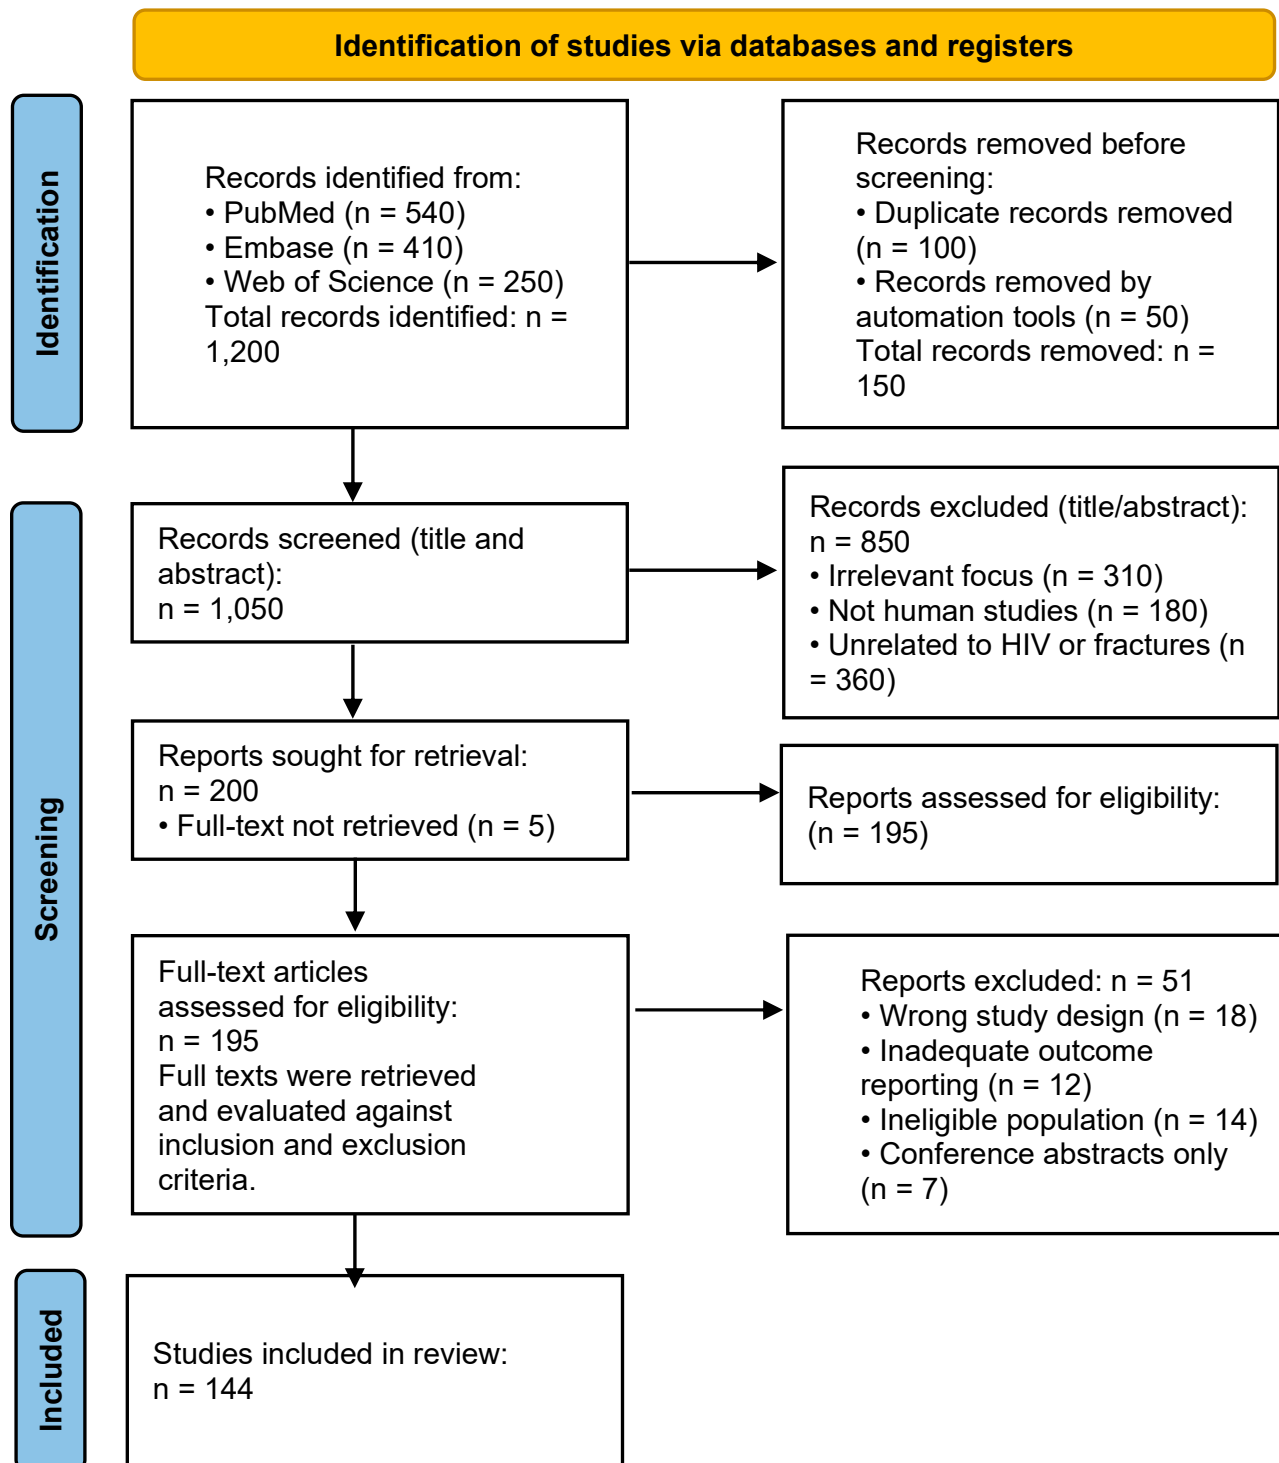 Identification of studies via databases and registers
Identification
Records identified from:
• PubMed (n = 540)
• Embase (n = 410)
• Web of Science (n = 250)
Total records identified: n =
1,200
Records removed before
screening:
• Duplicate records removed
(n = 100)
• Records removed by
automation tools (n = 50)
Total records removed: n =
150
Screening
Records screened (title and
abstract):
n = 1,050
Records excluded (title/abstract):
n = 850
• Irrelevant focus (n = 310)
• Not human studies (n = 180)
• Unrelated to HIV or fractures (n
= 360)
Reports sought for retrieval:
n = 200
• Full-text not retrieved (n = 5)
Reports assessed for eligibility:
(n = 195)
Full-text articles
assessed for eligibility:
n = 195
Full texts were retrieved
and evaluated against
inclusion and exclusion
criteria.
Reports excluded: n = 51
• Wrong study design (n = 18)
• Inadequate outcome
reporting (n = 12)
• Ineligible population (n = 14)
• Conference abstracts only
(n = 7)
Included
Studies included in review:
n = 144